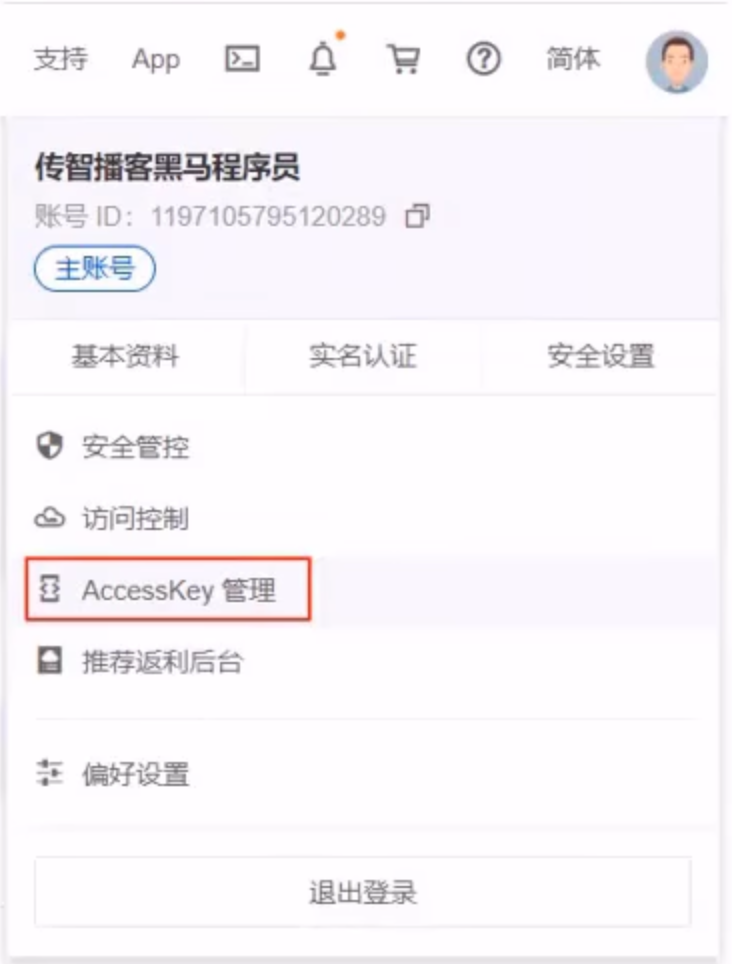 支持 App 简体
传智播客黑马程序员
账号 ID: 1197105795120289
主账号
基本资料 实名认证 安全设置
安全管控
访问控制
AccessKey 管理
推荐返利后台
偏好设置
退出登录